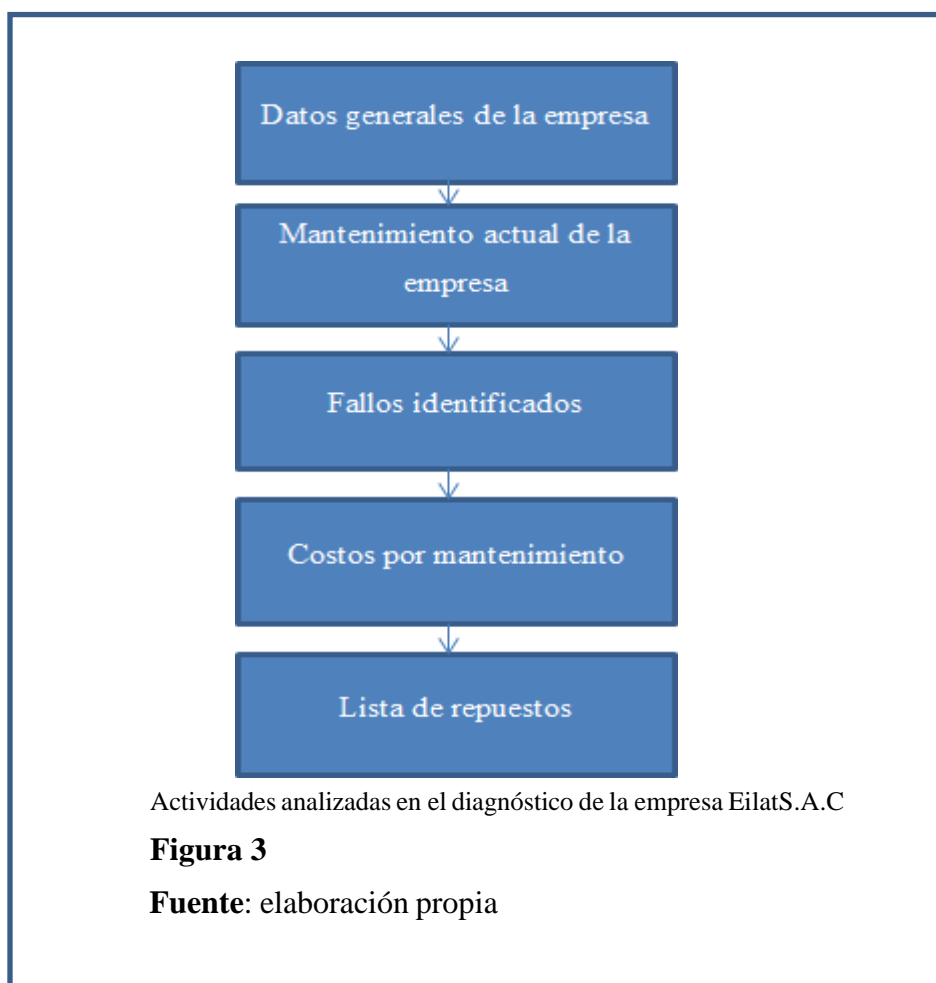 Datos generales de la empresa
Mantenimiento actual de la
empresa
Fallos identificados
Costos por mantenimiento
Lista de repuestos
Actividades analizadas en el diagnóstico de la empresa EilatS.A.C
Figura 3
Fuente: elaboración propia